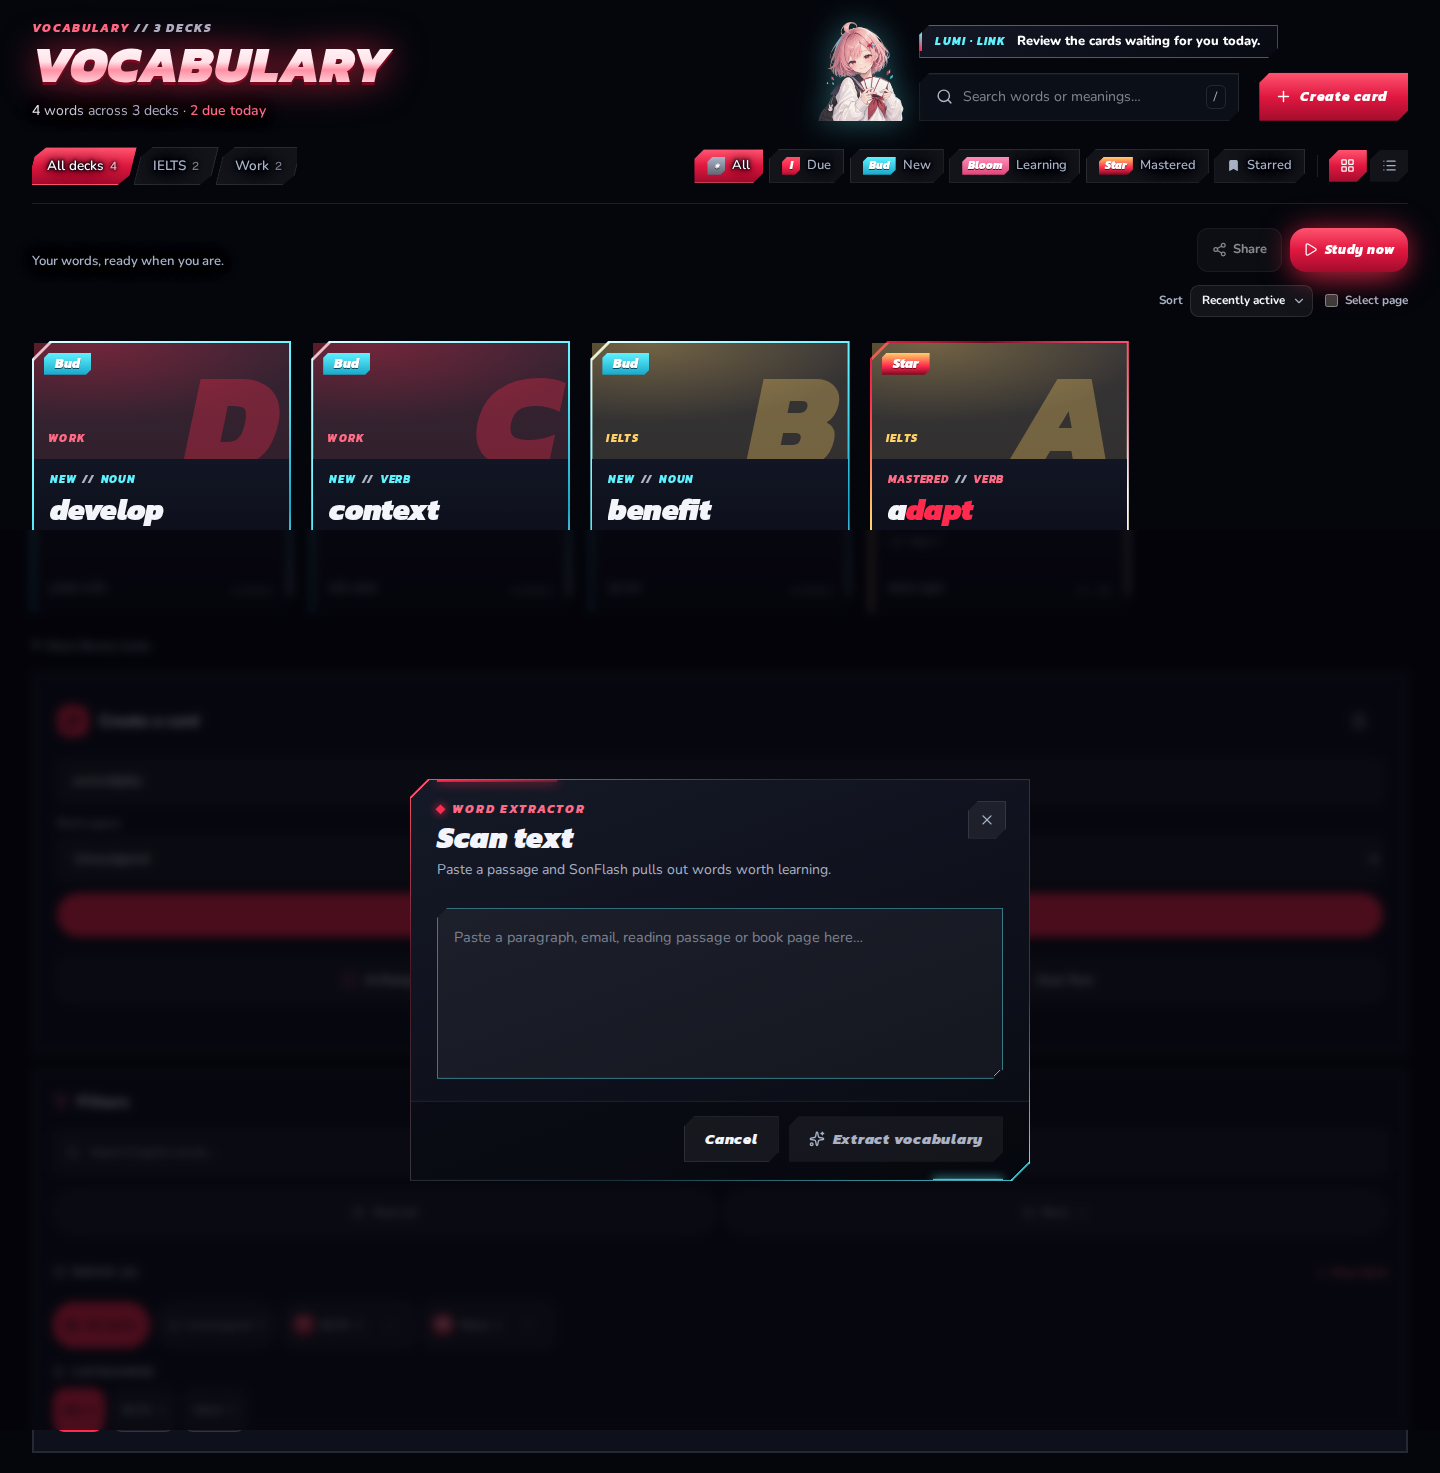 VOCABULARY // 3 DECKS
VOCABULARY
4 words across 3 decks · 2 due today
LUMI · LINK Review the cards waiting for you today.
Search words or meanings... /
Create card
All decks 4
IELTS 2
Work 2
All
! Due
Bud New
Bloom Learning
Star Mastered
Starred
Your words, ready when you are.
Share
Study now
Sort Recently active
Select page
Bud
D
WORK
NEW // NOUN
develop
Bud
C
WORK
NEW // VERB
context
Bud
B
IELTS
NEW // NOUN
benefit
Star
A
IELTS
MASTERED // VERB
adapt
Create a card
WORD EXTRACTOR
Scan text
Paste a passage and SonFlash pulls out words worth learning.
Paste a paragraph, email, reading passage or book page here...
Cancel
Extract vocabulary
Filters